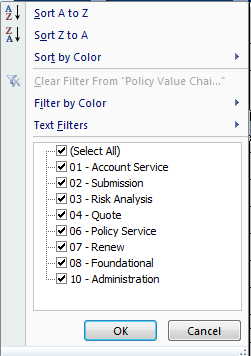 Sort A to Z
Sort Z to A
Sort by Color
Clear Filter From "Policy Value Chai..."
Filter by Color
Text Filters
(Select All)
01 - Account Service
02 - Submission
03 - Risk Analysis
04 - Quote
06 - Policy Service
07 - Renew
08 - Foundational
10 - Administration
OK Cancel